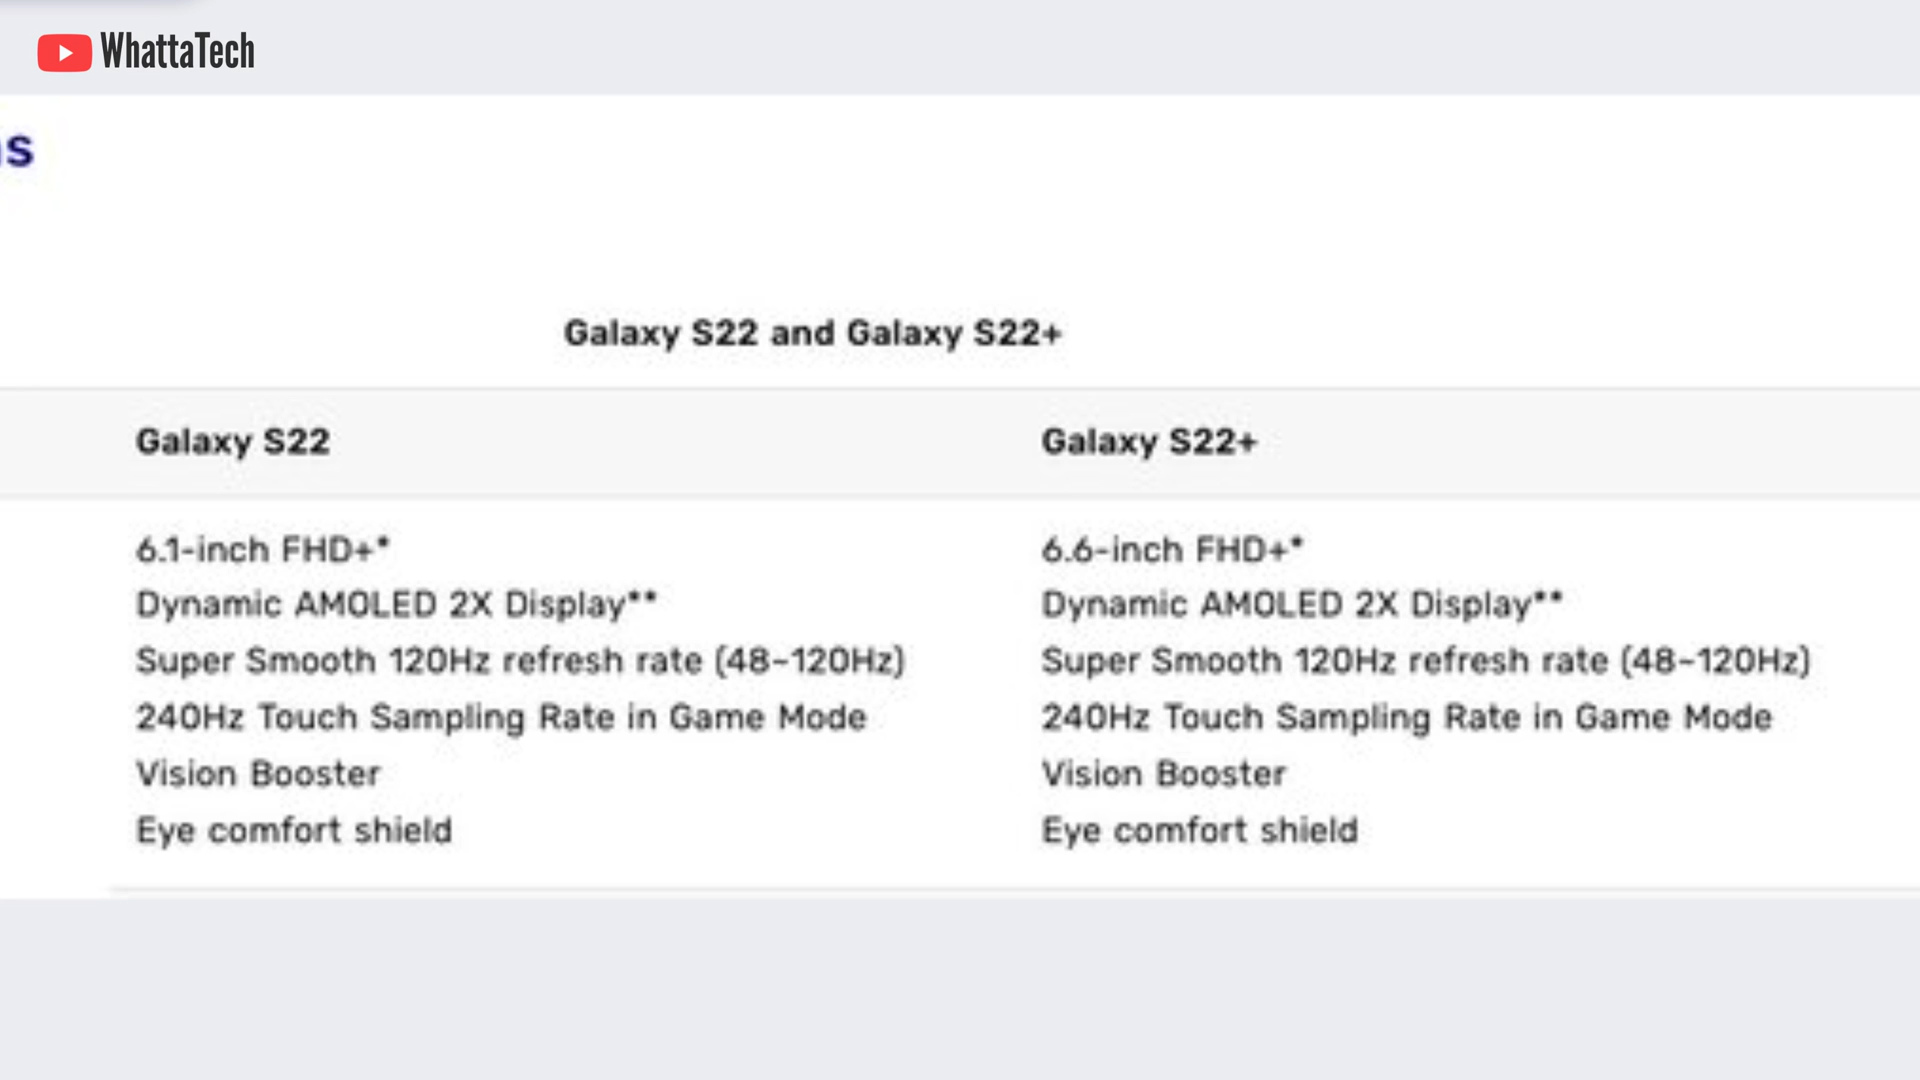 WhattaTech
Galaxy S22 and Galaxy S22+
Galaxy S22
Galaxy S22+
6.1-inch FHD+*
Dynamic AMOLED 2X Display**
Super Smooth 120Hz refresh rate (48~120Hz)
240Hz Touch Sampling Rate in Game Mode
Vision Booster
Eye comfort shield
6.6-inch FHD+*
Dynamic AMOLED 2X Display**
Super Smooth 120Hz refresh rate (48~120Hz)
240Hz Touch Sampling Rate in Game Mode
Vision Booster
Eye comfort shield